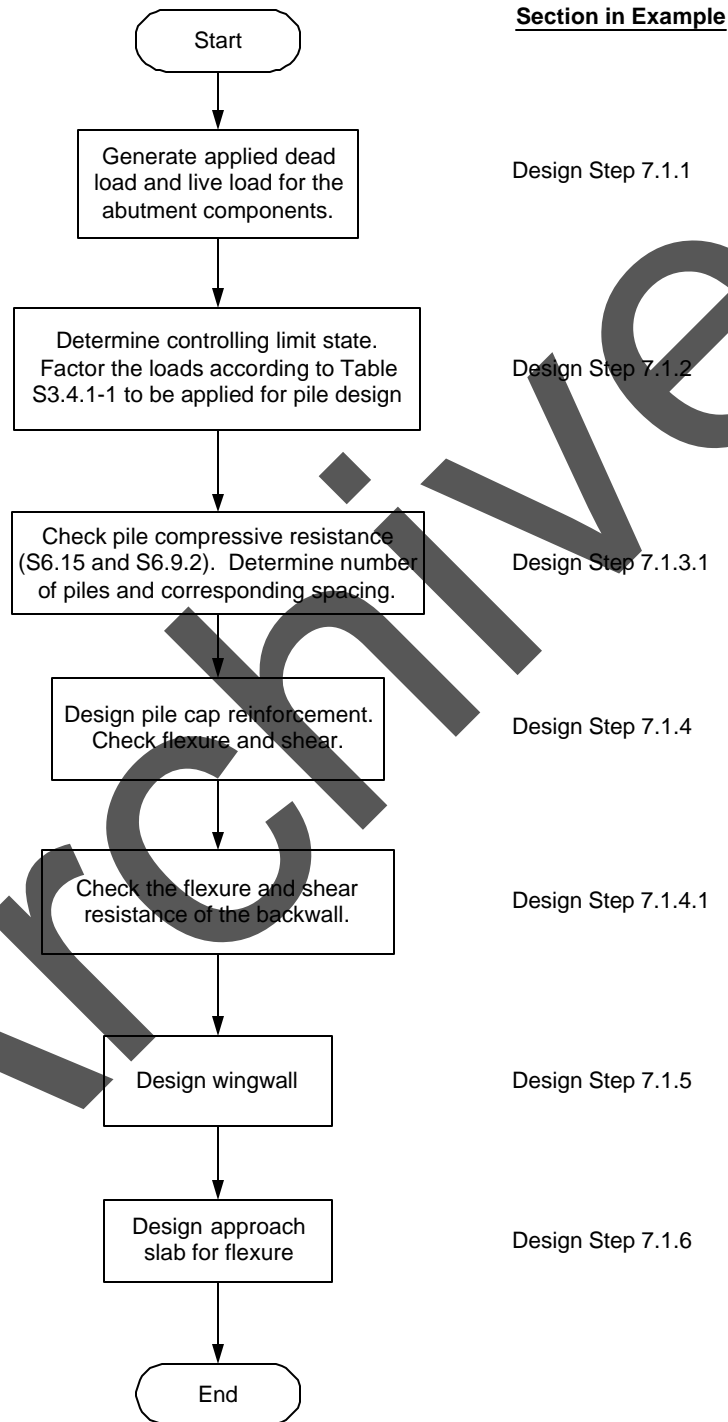 Section in Example
Start
Generate applied dead
load and live load for the
abutment components.
Design Step 7.1.1
Determine controlling limit state.
Factor the loads according to Table
S3.4.1-1 to be applied for pile design
Design Step 7.1.2
Check pile compressive resistance
(S6.15 and S6.9.2). Determine number
of piles and corresponding spacing.
Design Step 7.1.3.1
Design pile cap reinforcement.
Check flexure and shear.
Design Step 7.1.4
Check the flexure and shear
resistance of the backwall.
Design Step 7.1.4.1
Design wingwall
Design Step 7.1.5
Design approach
slab for flexure
Design Step 7.1.6
End
rchive